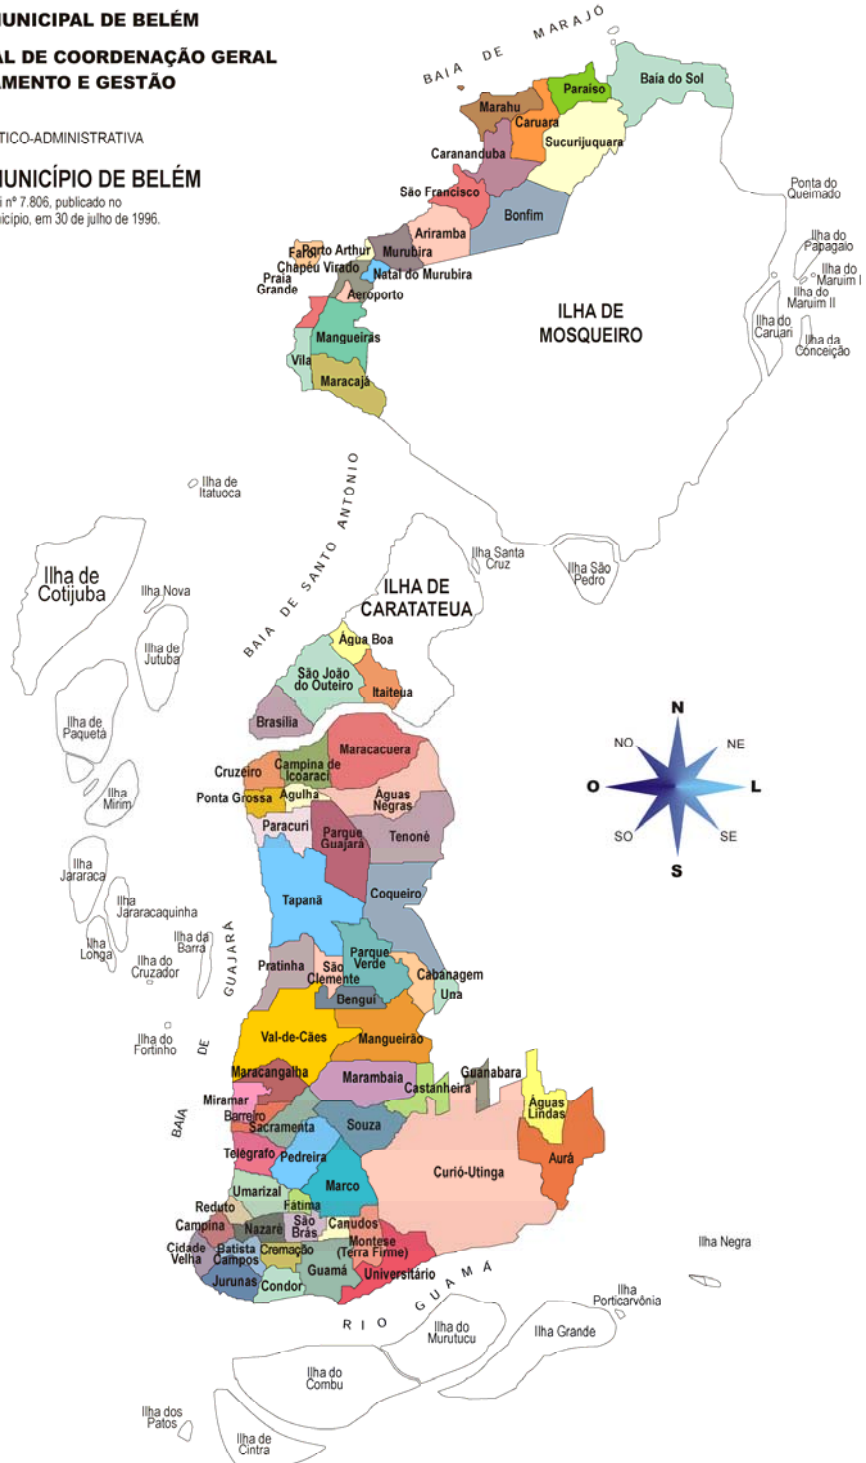 MUNICIPAL DE BELÉM
AL DE COORDENAÇÃO GERAL
AMENTO E GESTÃO
TICO-ADMINISTRATIVA
MUNICÍPIO DE BELÉM
i nº 7.806, publicado no
nicípio, em 30 de julho de 1996.
BAIA DE MARAJÓ
Baía do Sol
Paraíso
Marahu
Caruara
Sucurijuquara
Carananduba
São Francisco
Bonfim
Ariramba
Porto Arthur
Farol
Murubira
Chapéu Virado
Natal do Murubira
Praia
Grande
Aeroporto
Mangueiras
Vila
Maracajá
ILHA DE
MOSQUEIRO
Ponta do
Queimado
Ilha do
Papagaio
Ilha do
Maruim I
Ilha do
Maruim II
Ilha do
Caruari
Ilha da
Conceição
BAIA DE SANTO ANTÔNIO
Ilha de
Itatuoca
Ilha Santa
Cruz
Ilha São
Pedro
Ilha de
Cotijuba
Ilha Nova
Ilha de
Jutuba
ILHA DE
CARATATEUA
Água Boa
São João
do Outeiro
Itaiteua
Brasília
Ilha de
Paquetá
Ilha
Mirim
N
NO
NE
O
L
SO
SE
S
Maracacuera
Campina de
Icoaraci
Cruzeiro
Ponta Grossa
Agulha
Águas
Negras
Paracuri
Parque
Guajará
Tenoné
Tapanã
Coqueiro
Ilha
Jararaca
Ilha
Jararacaquinha
Ilha
Longa
Ilha da
Barra
Ilha do
Cruzador
Ilha do
Fortinho
BAÍA DE GUAJARÁ
Pratinha
São
Clemente
Parque
Verde
Cabanagem
Una
Benguí
Val-de-Cães
Mangueirão
Maracangalha
Marambaia
Castanheira
Guanabara
Águas
Lindas
Miramar
Barreiro
Sacramenta
Souza
Telégrafo
Pedreira
Curió-Utinga
Aurá
Marco
Umarizal
Fátima
Reduto
Campina
Nazaré
São
Brás
Canudos
Cidade
Velha
Batista
Campos
Cremação
Montese
(Terra Firme)
Guamá
Universitário
Jurunas
Condor
RIO GUAMÁ
Ilha Negra
Ilha
Porticarvônia
Ilha do
Murutucu
Ilha Grande
Ilha do
Combu
Ilha dos
Patos
Ilha de
Cintra